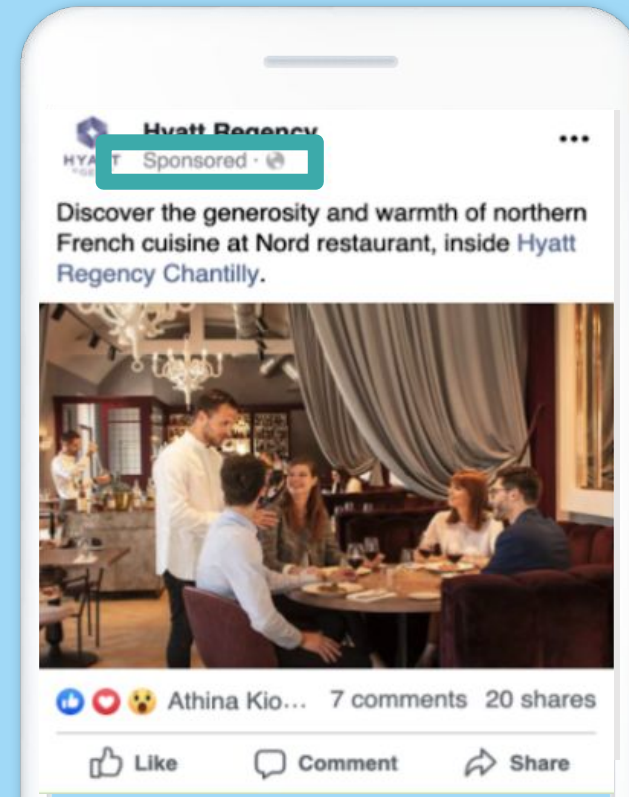 Hyatt Regency
HYATT
Sponsored ·
Discover the generosity and warmth of northern
French cuisine at Nord restaurant, inside Hyatt
Regency Chantilly.
Athina Kio... 7 comments 20 shares
Like Comment Share